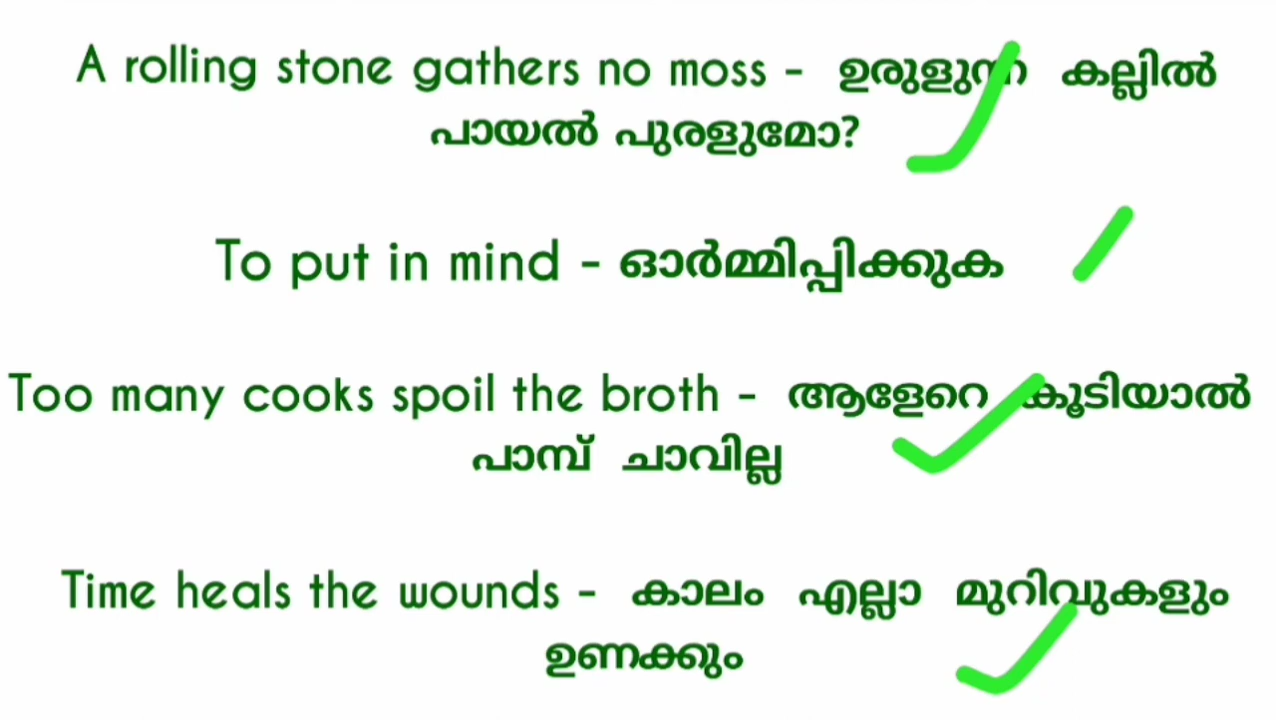 A rolling stone gathers no moss - ഉരുളുന്ന കല്ലിൽ
പായൽ പുരളുമോ?
To put in mind - ഓർമ്മിപ്പിക്കുക
Too many cooks spoil the broth - ആളേറെ കൂടിയാൽ
പാമ്പ് ചാവില്ല
Time heals the wounds - കാലം എല്ലാ മുറിവുകളും
ഉണക്കും